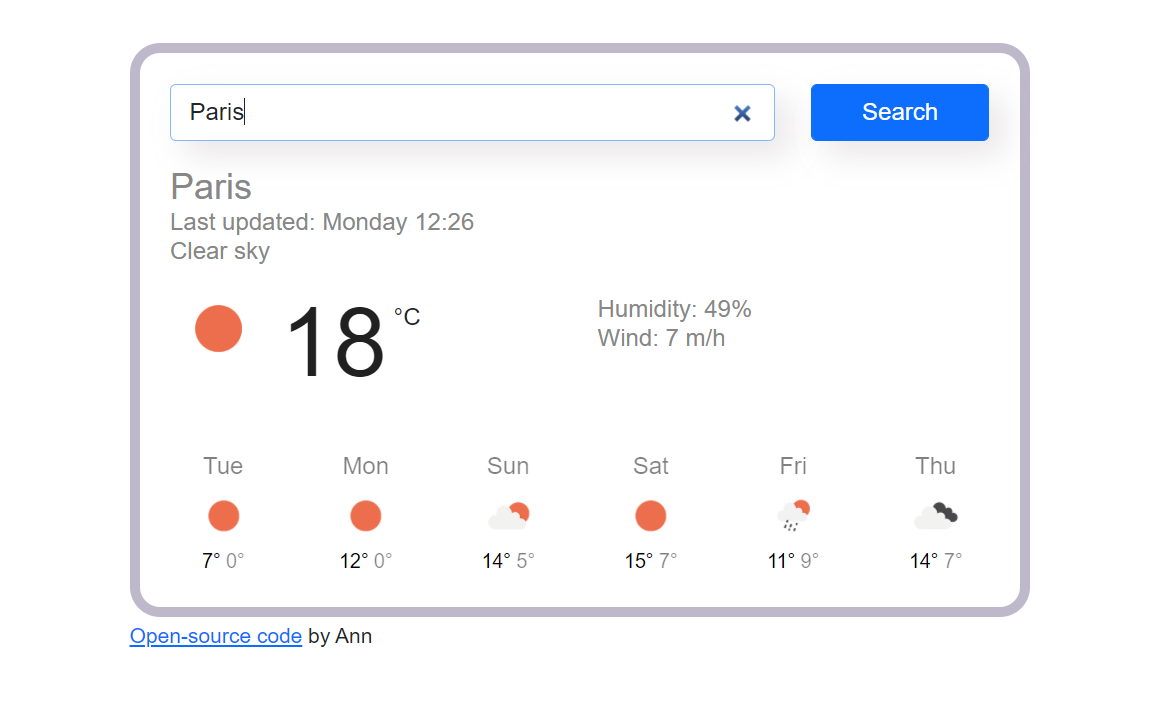 Paris
Search
Paris
Last updated: Monday 12:26
Clear sky
18 °C
Humidity: 49%
Wind: 7 m/h
Tue Mon Sun Sat Fri Thu
7° 0° 12° 0° 14° 5° 15° 7° 11° 9° 14° 7°
Open-source code by Ann